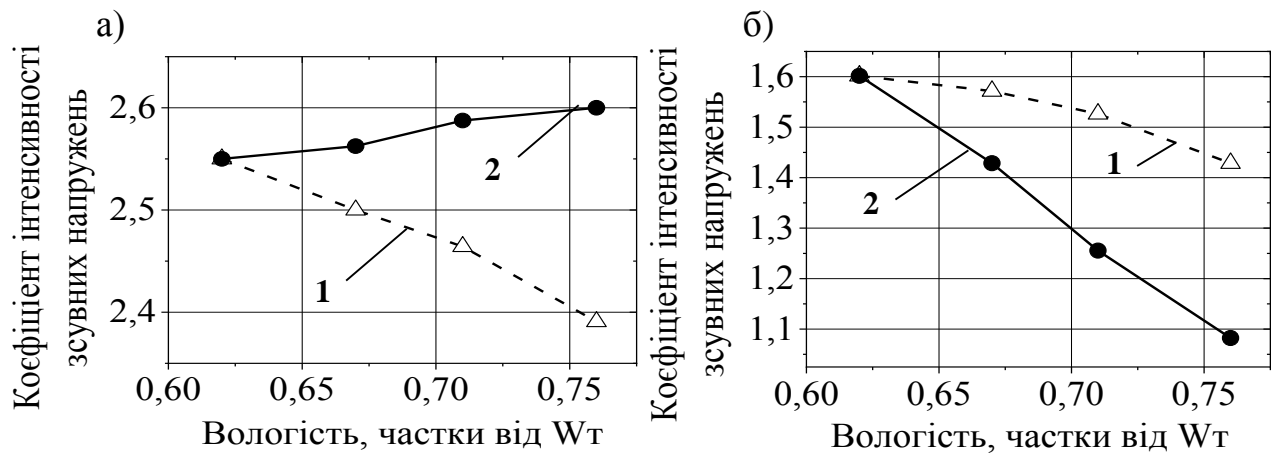 а)
Коефіцієнт інтенсивності
зсувних напружень
2,6
2,5
2,4
0,60 0,65 0,70 0,75
Вологість, частки від Wт
2
1
б)
Коефіцієнт інтенсивності
зсувних напружень
1,6
1,5
1,4
1,3
1,2
1,1
0,60 0,65 0,70 0,75
Вологість, частки від Wт
1
2